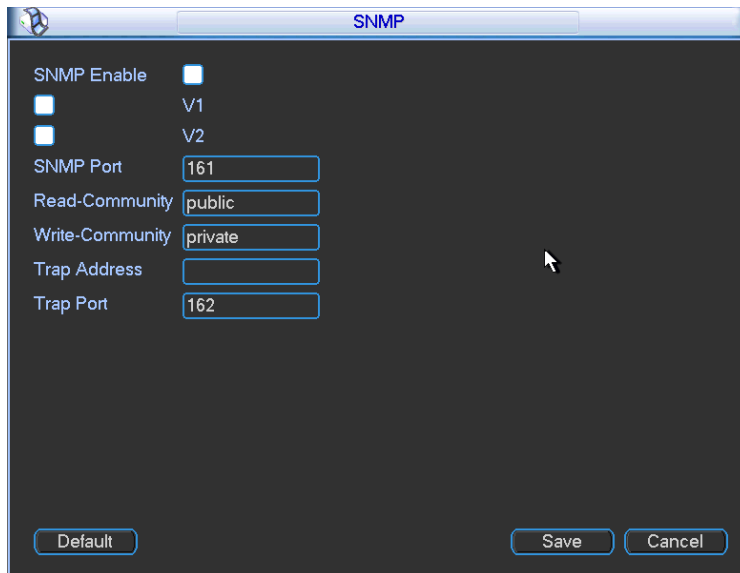 SNMP
SNMP Enable
V1
V2
SNMP Port 161
Read-Community public
Write-Community private
Trap Address
Trap Port 162
Default Save Cancel